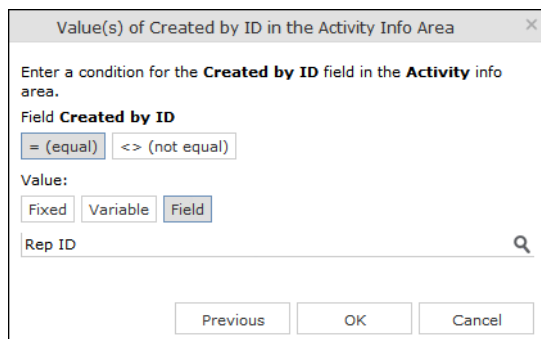 Value(s) of Created by ID in the Activity Info Area
Enter a condition for the Created by ID field in the Activity info
area.
Field Created by ID
= (equal) <> (not equal)
Value:
Fixed Variable Field
Rep ID
Previous OK Cancel